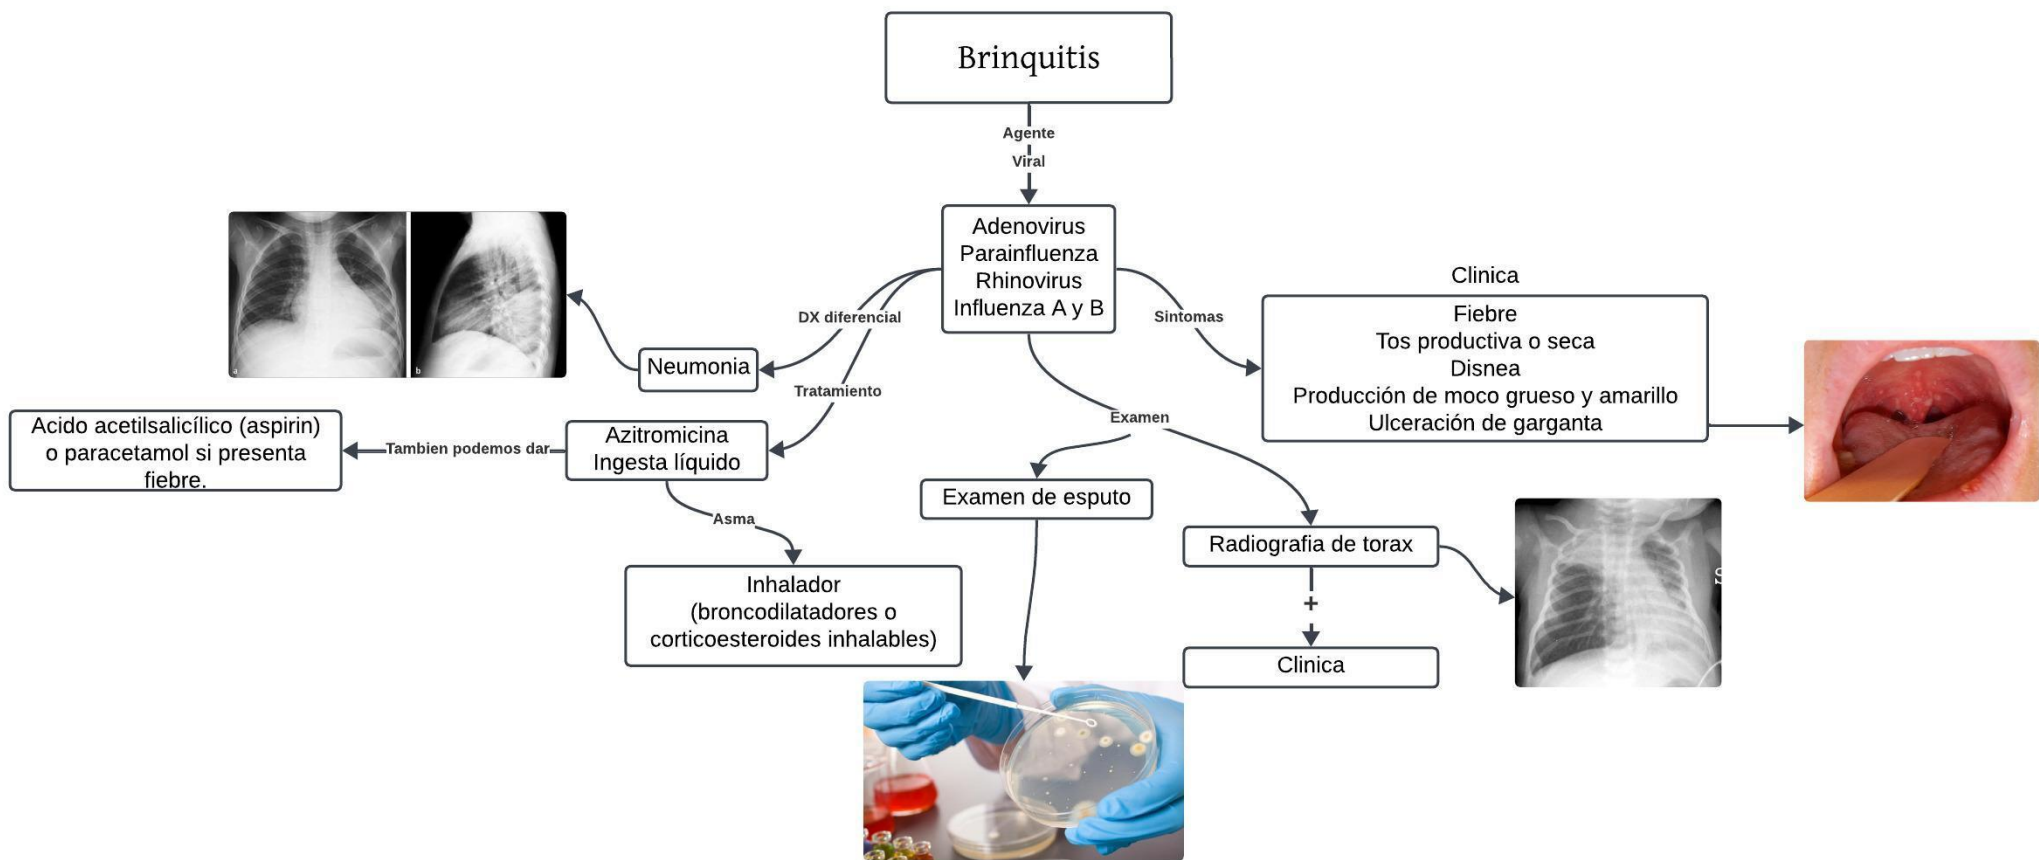 Brinquitis
Agente
Viral
Adenovirus
Parainfluenza
Rhinovirus
Influenza A y B
DX diferencial
Neumonia
a
b
Tratamiento
Azitromicina
Ingesta líquido
Tambien podemos dar
Acido acetilsalicílico (aspirin)
o paracetamol si presenta
fiebre.
Asma
Inhalador
(broncodilatadores o
corticoesteroides inhalables)
Examen
Examen de esputo
Radiografia de torax
+
Clinica
Sintomas
Clinica
Fiebre
Tos productiva o seca
Disnea
Producción de moco grueso y amarillo
Ulceración de garganta